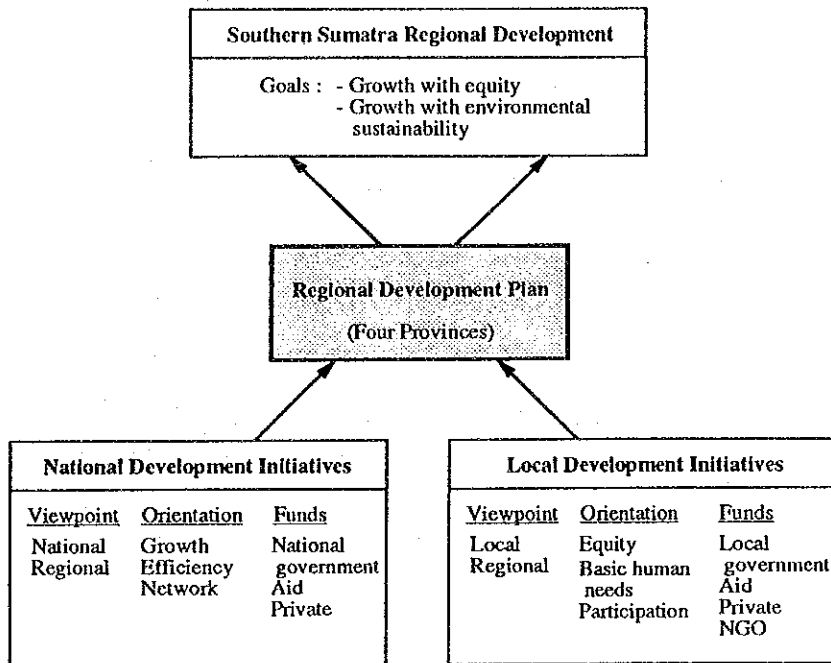 Southern Sumatra Regional Development
Goals : - Growth with equity
- Growth with environmental
sustainability
Regional Development Plan
(Four Provinces)
National Development Initiatives
Viewpoint Orientation Funds
National Growth National
Regional Efficiency government
Network Aid
Private
Local Development Initiatives
Viewpoint Orientation Funds
Local Equity Local
Regional Basic human government
needs Aid
Participation Private
NGO